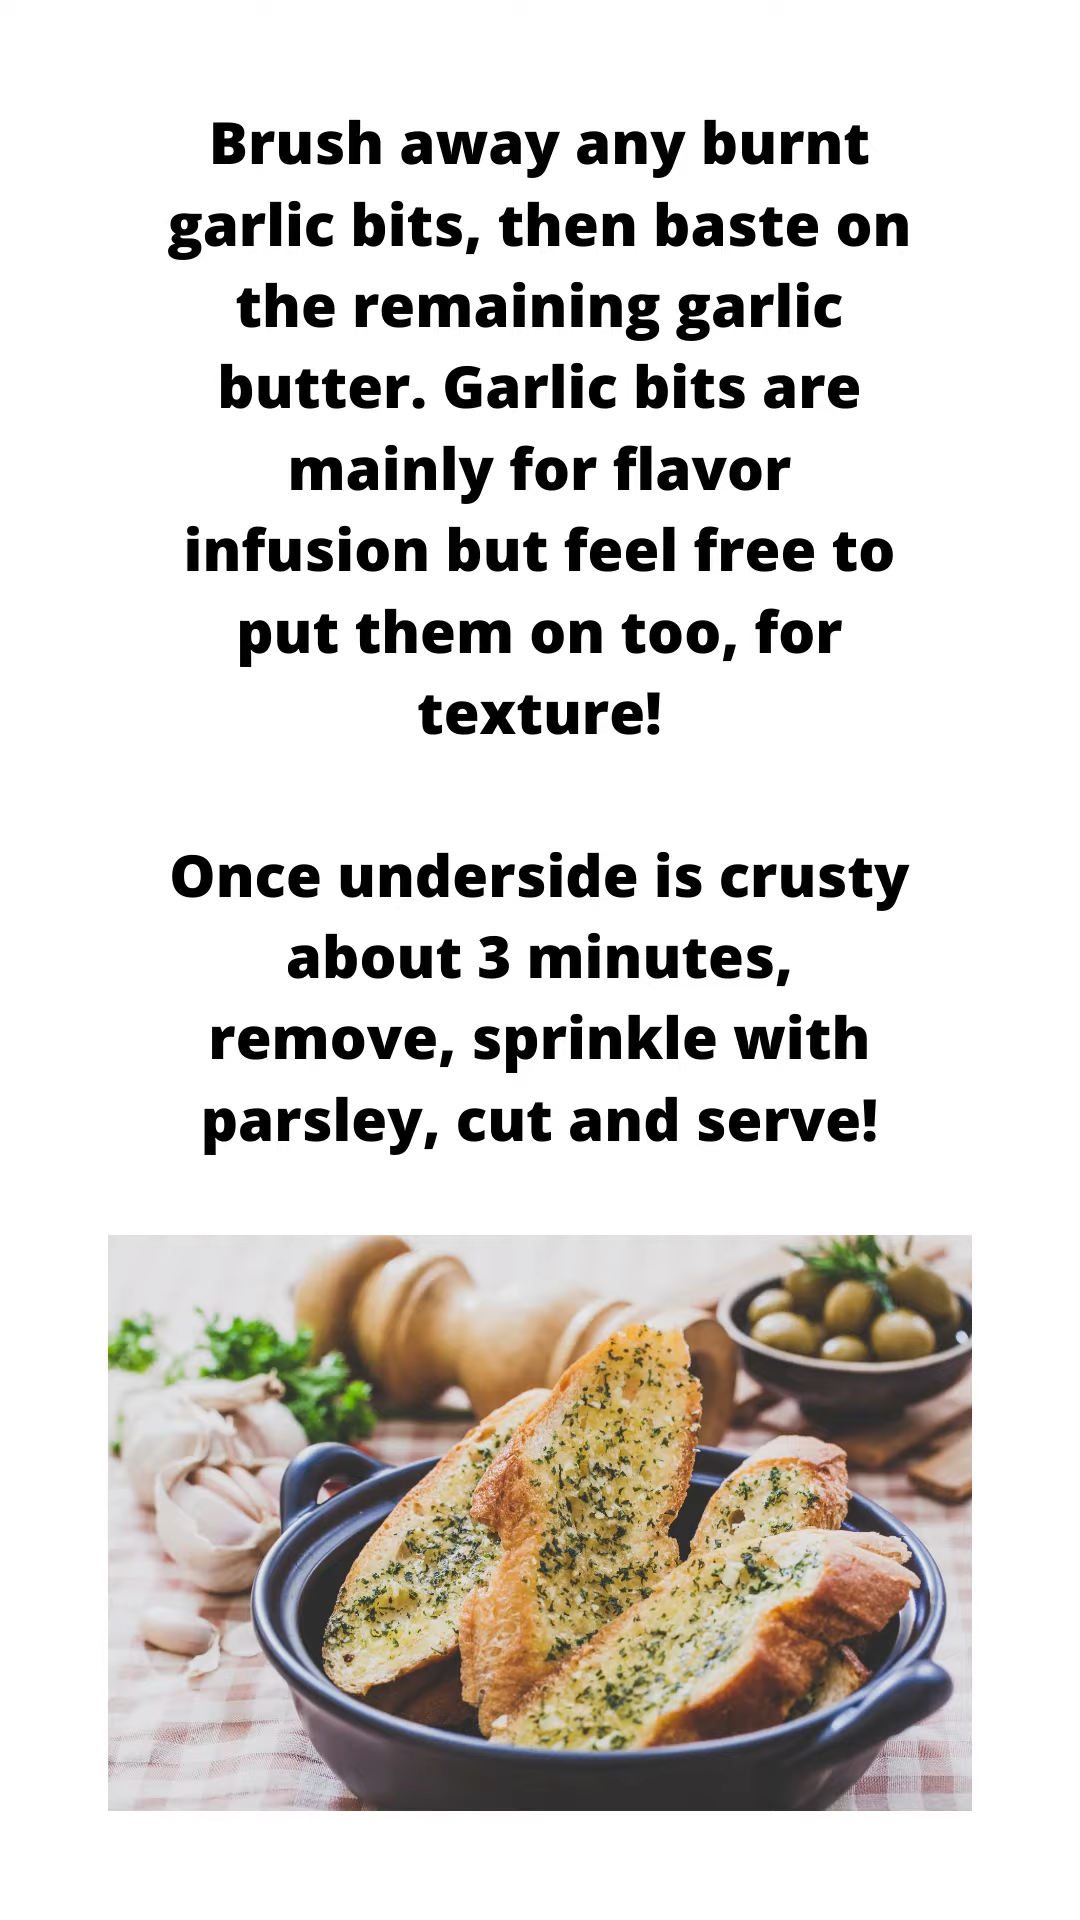 Brush away any burnt
garlic bits, then baste on
the remaining garlic
butter. Garlic bits are
mainly for flavor
infusion but feel free to
put them on too, for
texture!
Once underside is crusty
about 3 minutes,
remove, sprinkle with
parsley, cut and serve!